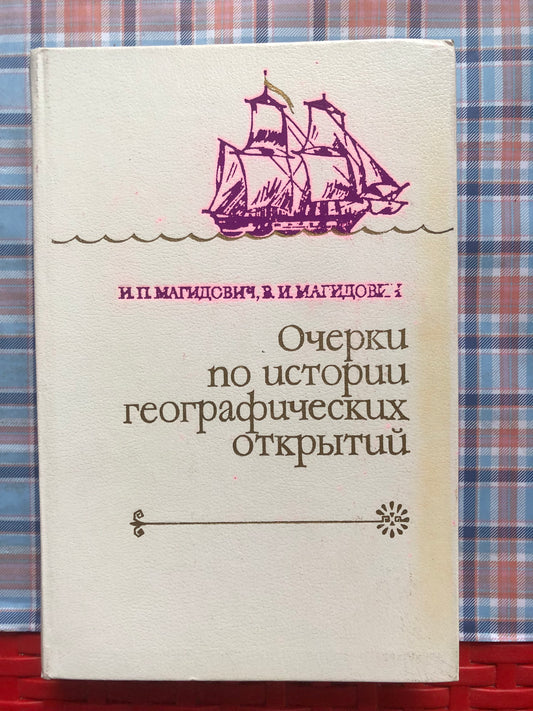 И.П.МАГИДОВИЧ, В.И.МАГИДОВИЧ
Очерки
по истории
географических
открытий